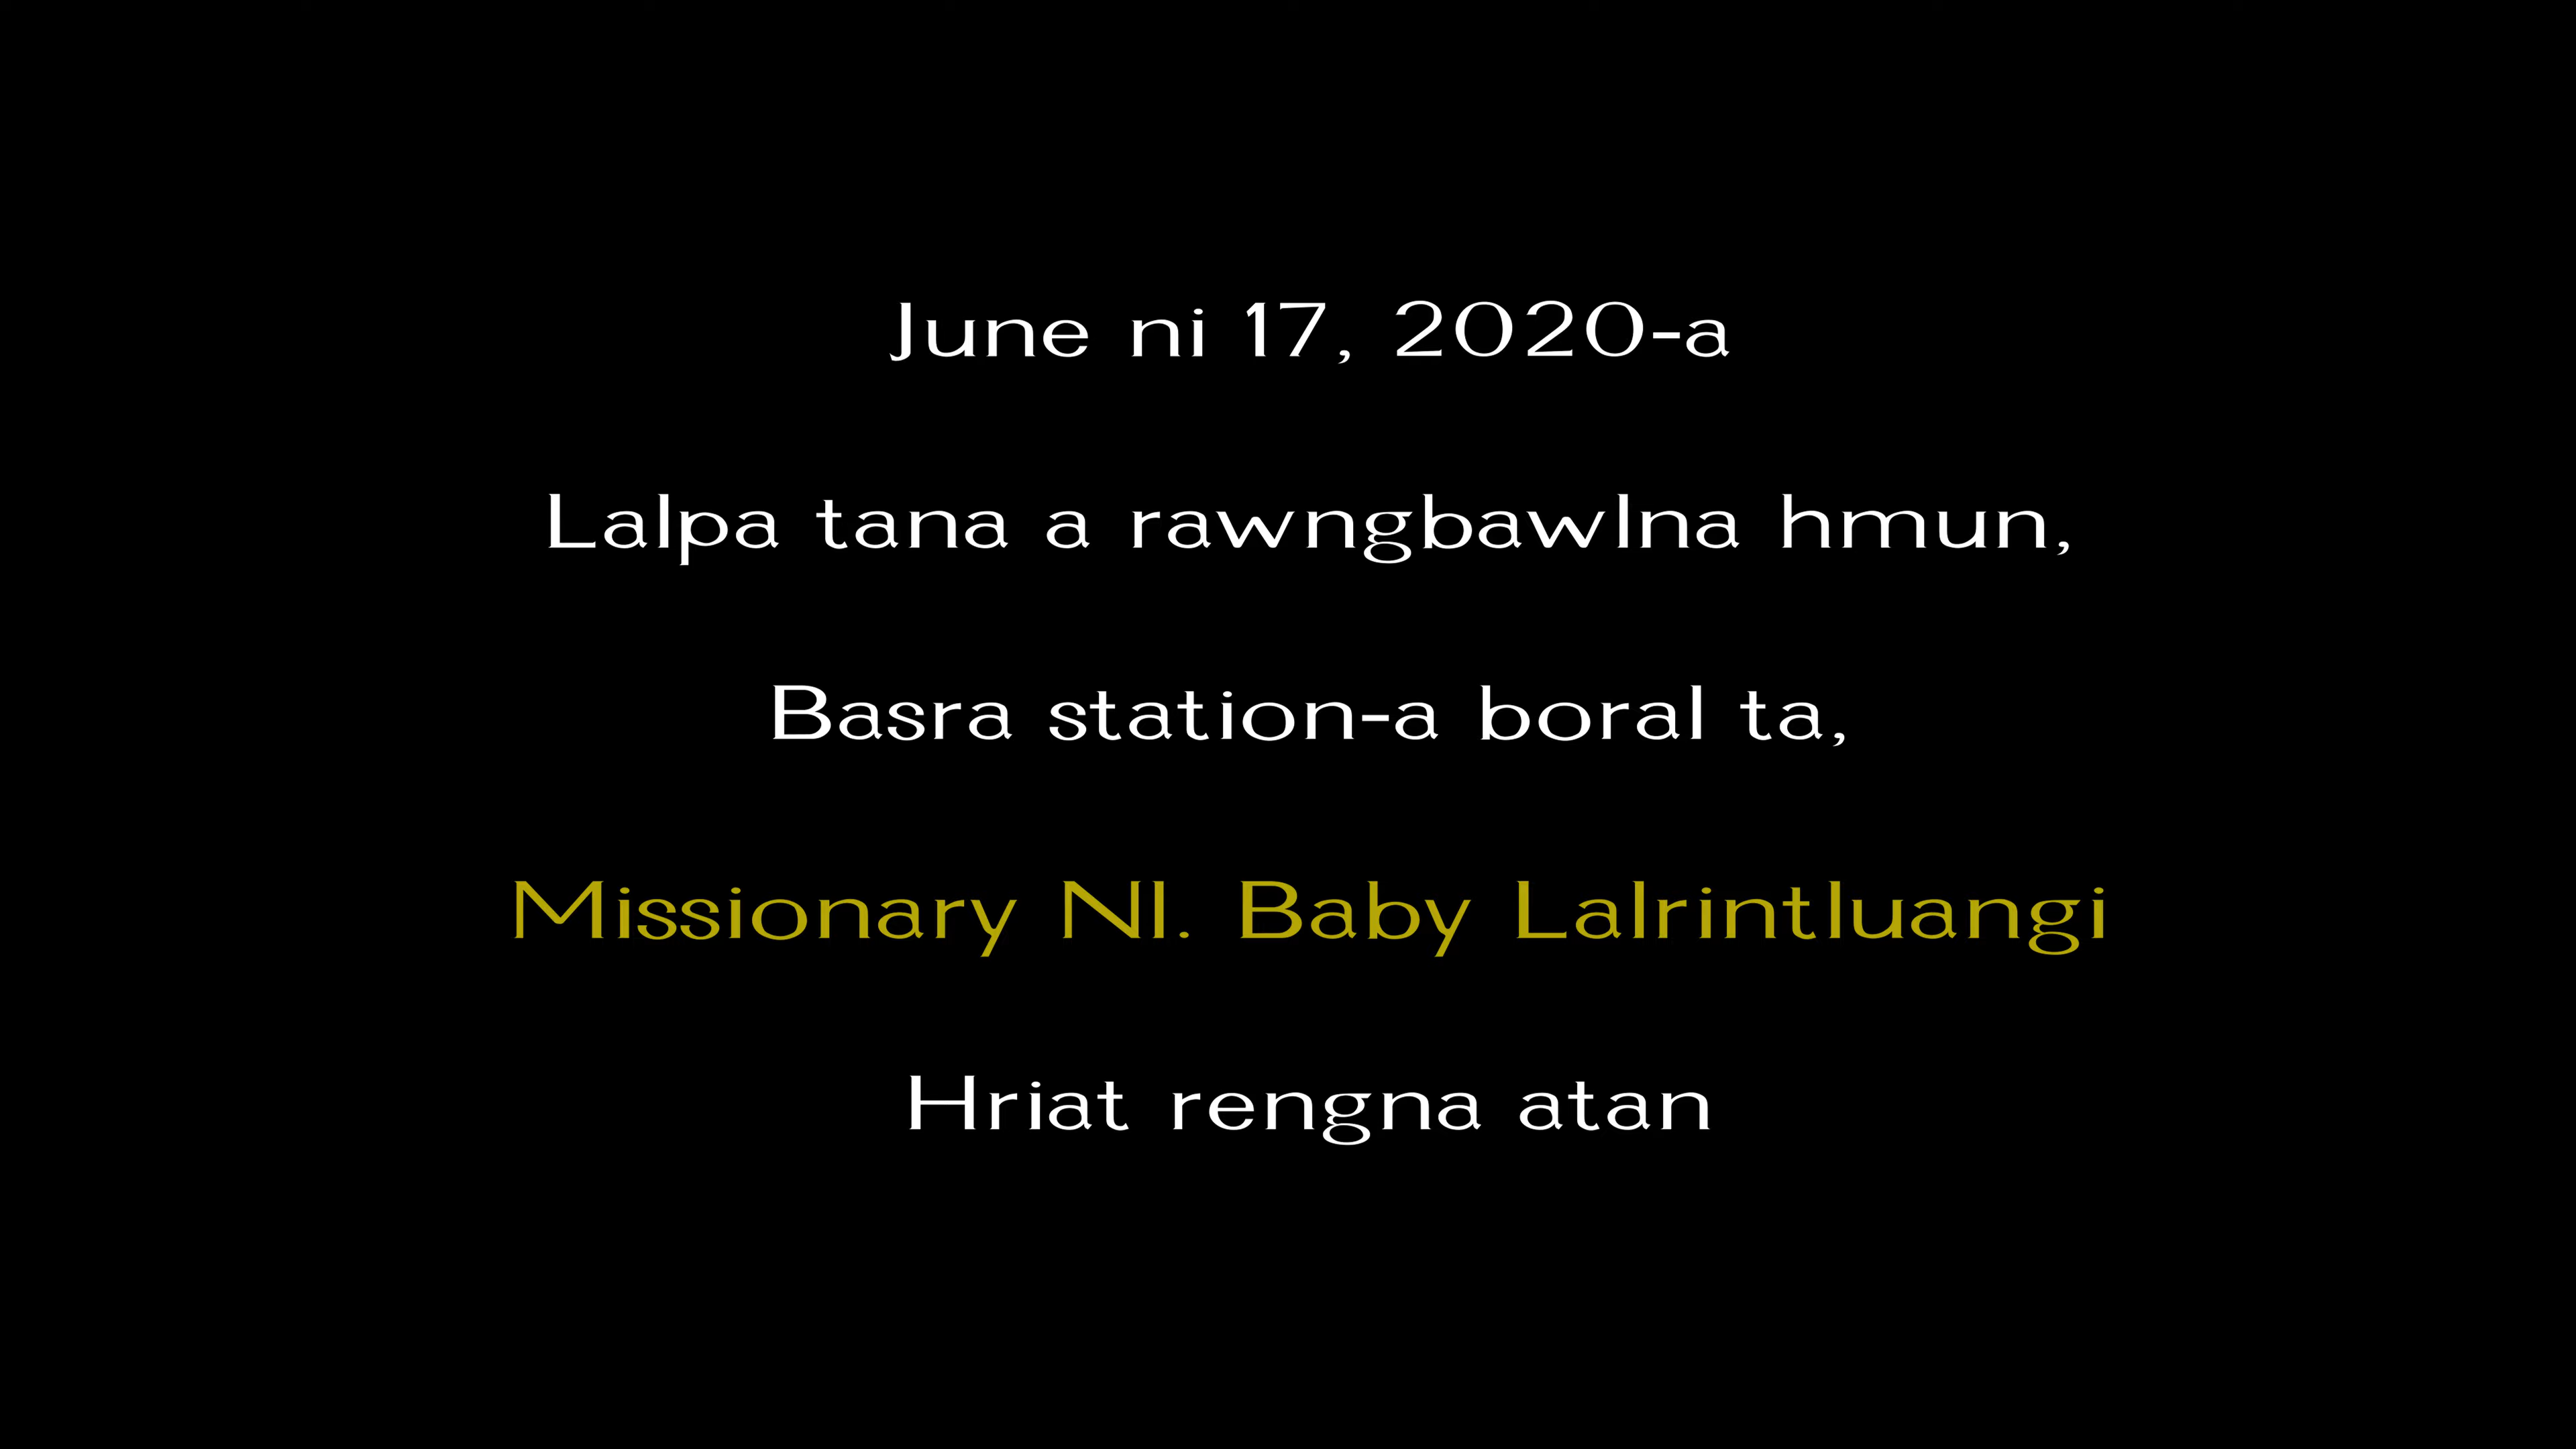 June ni 17, 2020-a
Lalpa tana a rawngbawlna hmun,
Basra station-a boral ta,
Missionary Nl. Baby Lalrintluangi
Hriat rengna atan